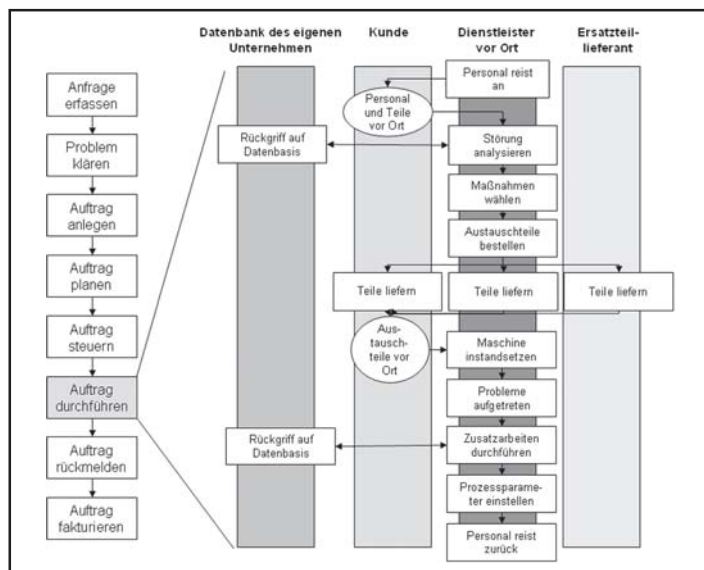 Datenbank des eigenen
Unternehmen
Kunde
Dienstleister
vor Ort
Ersatzteil-
lieferant
Anfrage
erfassen
Problem
klären
Auftrag
anlegen
Auftrag
planen
Auftrag
steuern
Auftrag
durchführen
Auftrag
rückmelden
Auftrag
fakturieren
Personal reist
an
Personal
und Teile
vor Ort
Rückgriff auf
Datenbasis
Störung
analysieren
Maßnahmen
wählen
Austauschteile
bestellen
Teile liefern
Teile liefern
Teile liefern
Aus-
tausch-
teile vor
Ort
Maschine
instandsetzen
Probleme
aufgetreten
Rückgriff auf
Datenbasis
Zusatzarbeiten
durchführen
Prozessparame-
ter einstellen
Personal reist
zurück